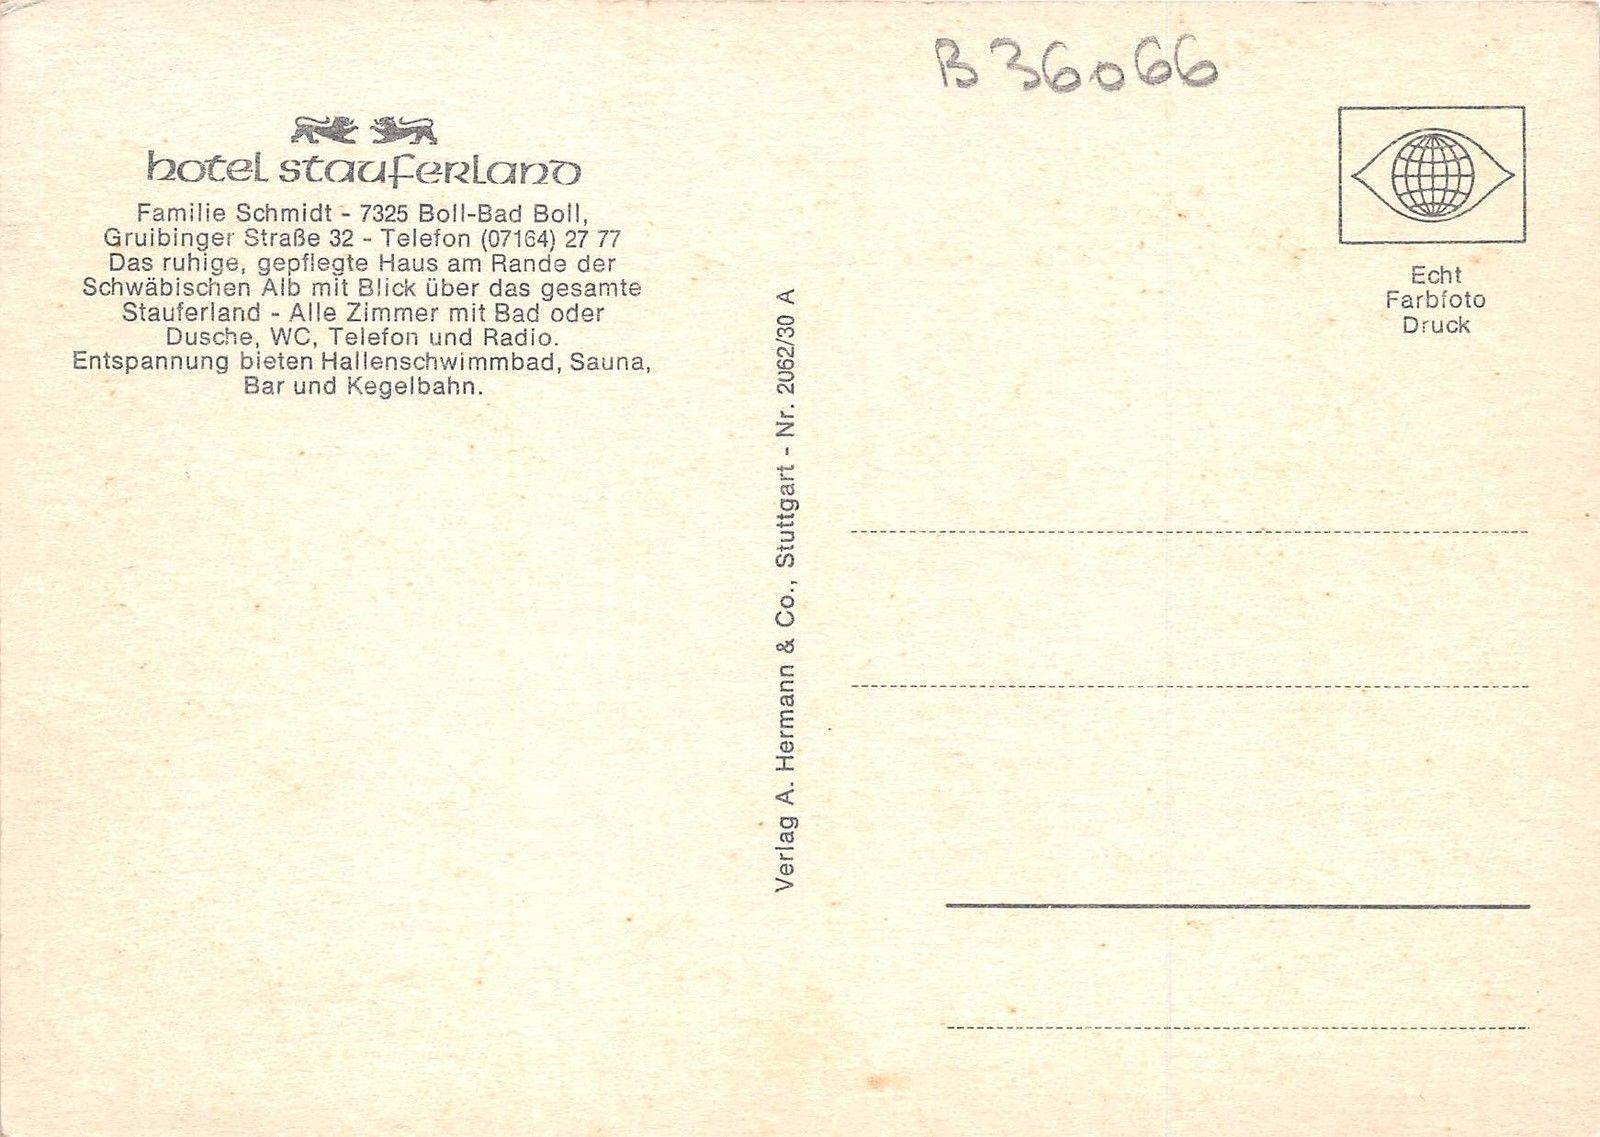 B 36066
hotel stauferland
Familie Schmidt - 7325 Boll-Bad Boll,
Gruibinger Straße 32 - Telefon (07164) 27 77
Das ruhige, gepflegte Haus am Rande der
Schwäbischen Alb mit Blick über das gesamte
Stauferland - Alle Zimmer mit Bad oder
Dusche, WC, Telefon und Radio.
Entspannung bieten Hallenschwimmbad, Sauna,
Bar und Kegelbahn.
Verlag A. Hermann & Co., Stuttgart - Nr. 2062/30 A
Echt
Farbfoto
Druck